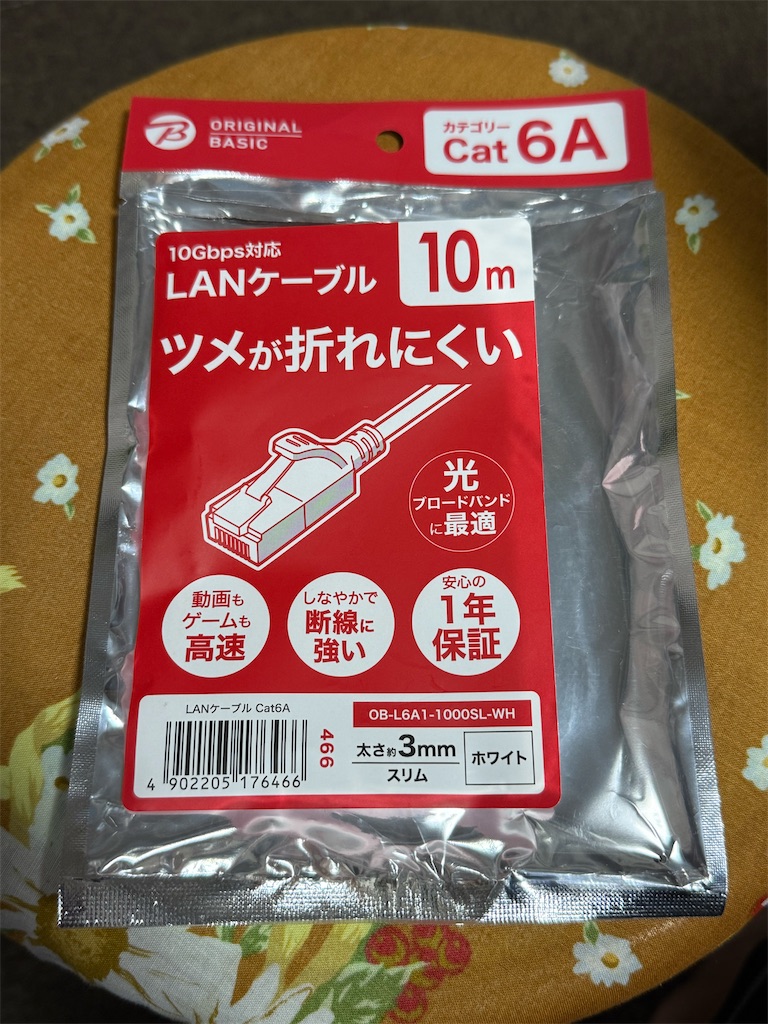 B
ORIGINAL
BASIC
カテゴリー
Cat 6A
10Gbps対応
LANケーブル
10m
ツメが折れにくい
光
ブロードバンド
に最適
動画も
ゲームも
高速
しなやかで
断線に
強い
安心の
1年
保証
LANケーブル Cat6A
4 902205 176466
466
OB-L6A1-1000SL-WH
太さ約3mm
スリム
ホワイト